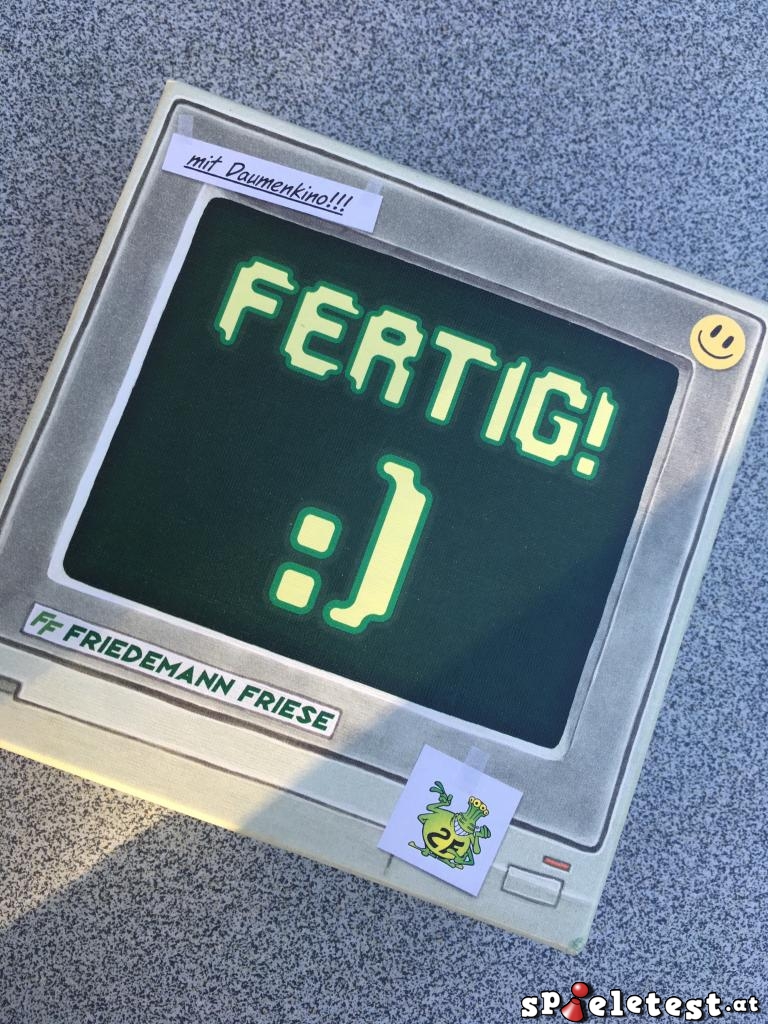 mit Daumenkino!!!
FERTIG!
:)
FF FRIEDEMANN FRIESE
2F
spieletest.at